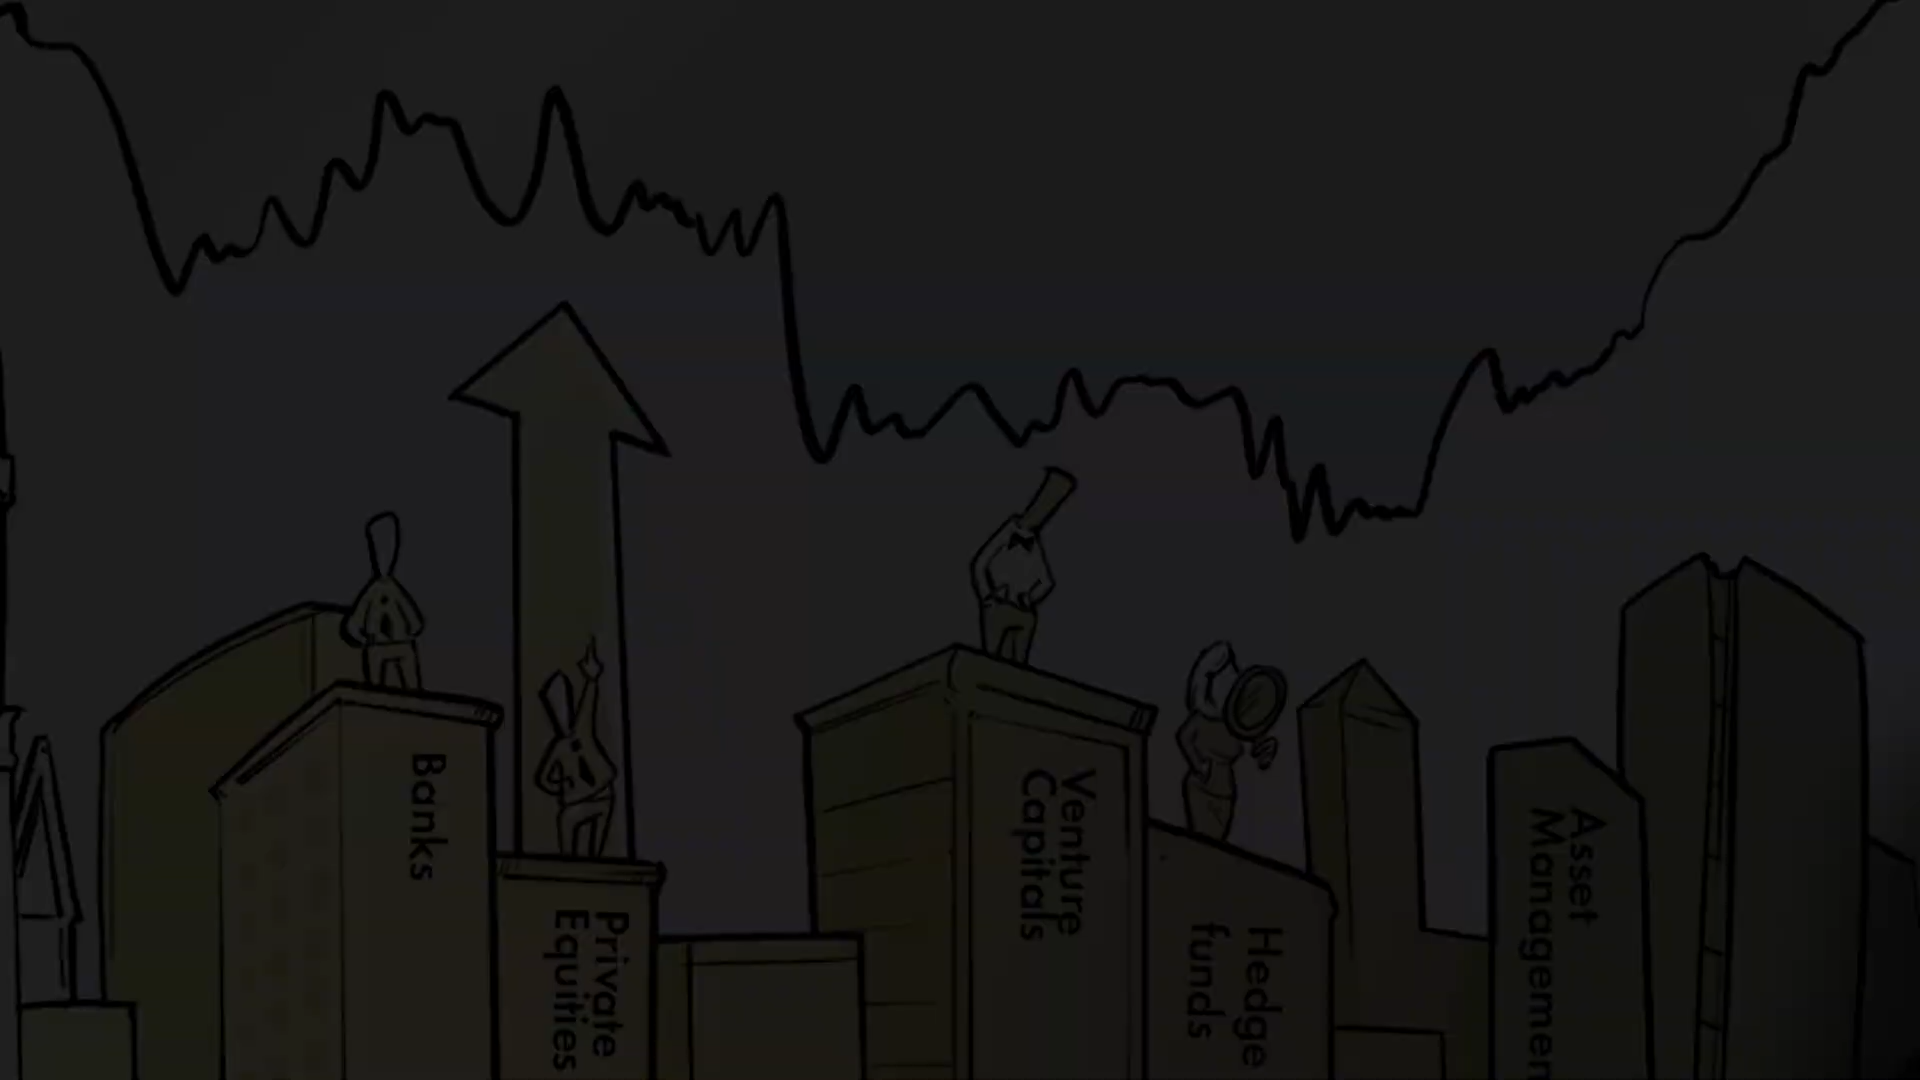 Banks
Private
Equities
Venture
Capitals
Hedge
funds
Asset
Managemen